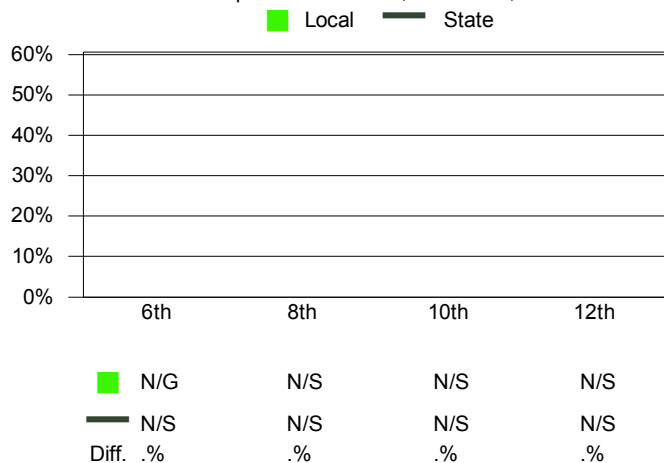 Local State
60%
50%
40%
30%
20%
10%
0%
6th 8th 10th 12th
N/G N/S N/S N/S
N/S N/S N/S N/S
Diff. .% .% .% .%